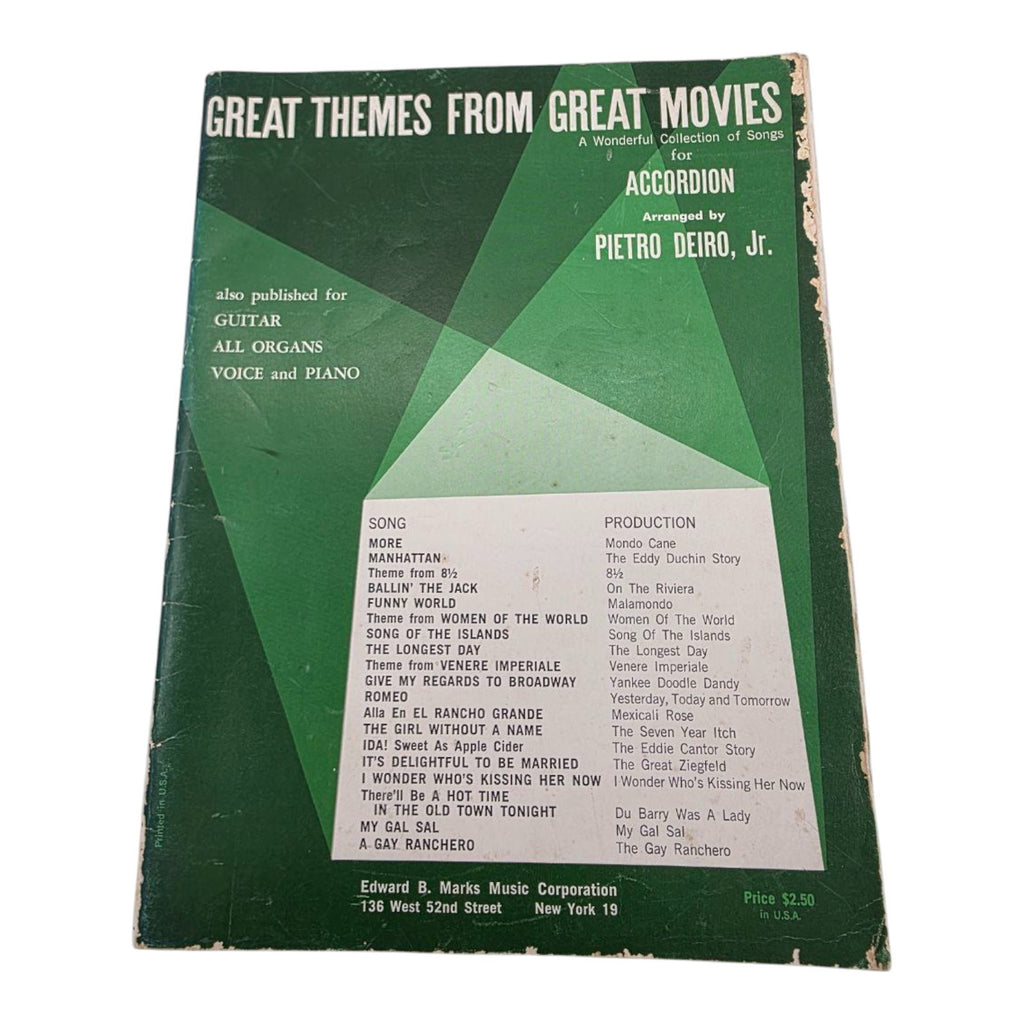 GREAT THEMES FROM GREAT MOVIES
A Wonderful Collection of Songs
for
ACCORDION
Arranged by
PIETRO DEIRO, Jr.
also published for
GUITAR
ALL ORGANS
VOICE and PIANO
SONG PRODUCTION
MORE Mondo Cane
MANHATTAN The Eddy Duchin Story
Theme from 8½ 8½
BALLIN' THE JACK On The Riviera
FUNNY WORLD Malamondo
Theme from WOMEN OF THE WORLD Women Of The World
SONG OF THE ISLANDS Song Of The Islands
THE LONGEST DAY The Longest Day
Theme from VENERE IMPERIALE Venere Imperiale
GIVE MY REGARDS TO BROADWAY Yankee Doodle Dandy
ROMEO Yesterday, Today and Tomorrow
Alla En EL RANCHO GRANDE Mexicali Rose
THE GIRL WITHOUT A NAME The Seven Year Itch
IDA! Sweet As Apple Cider The Eddie Cantor Story
IT'S DELIGHTFUL TO BE MARRIED The Great Ziegfeld
I WONDER WHO'S KISSING HER NOW I Wonder Who's Kissing Her Now
There'll Be A HOT TIME
IN THE OLD TOWN TONIGHT Du Barry Was A Lady
MY GAL SAL My Gal Sal
A GAY RANCHERO The Gay Ranchero
Edward B. Marks Music Corporation
136 West 52nd Street New York 19
Price $2.50
in U.S.A.
Printed in U.S.A.